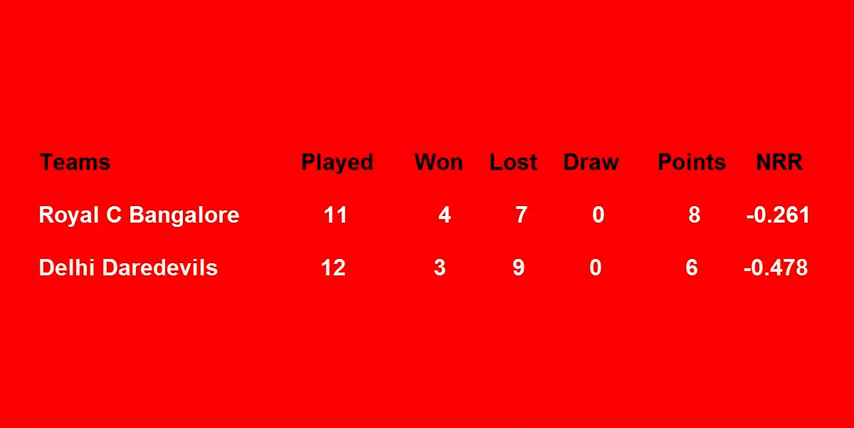 Teams Played Won Lost Draw Points NRR
Royal C Bangalore 11 4 7 0 8 -0.261
Delhi Daredevils 12 3 9 0 6 -0.478